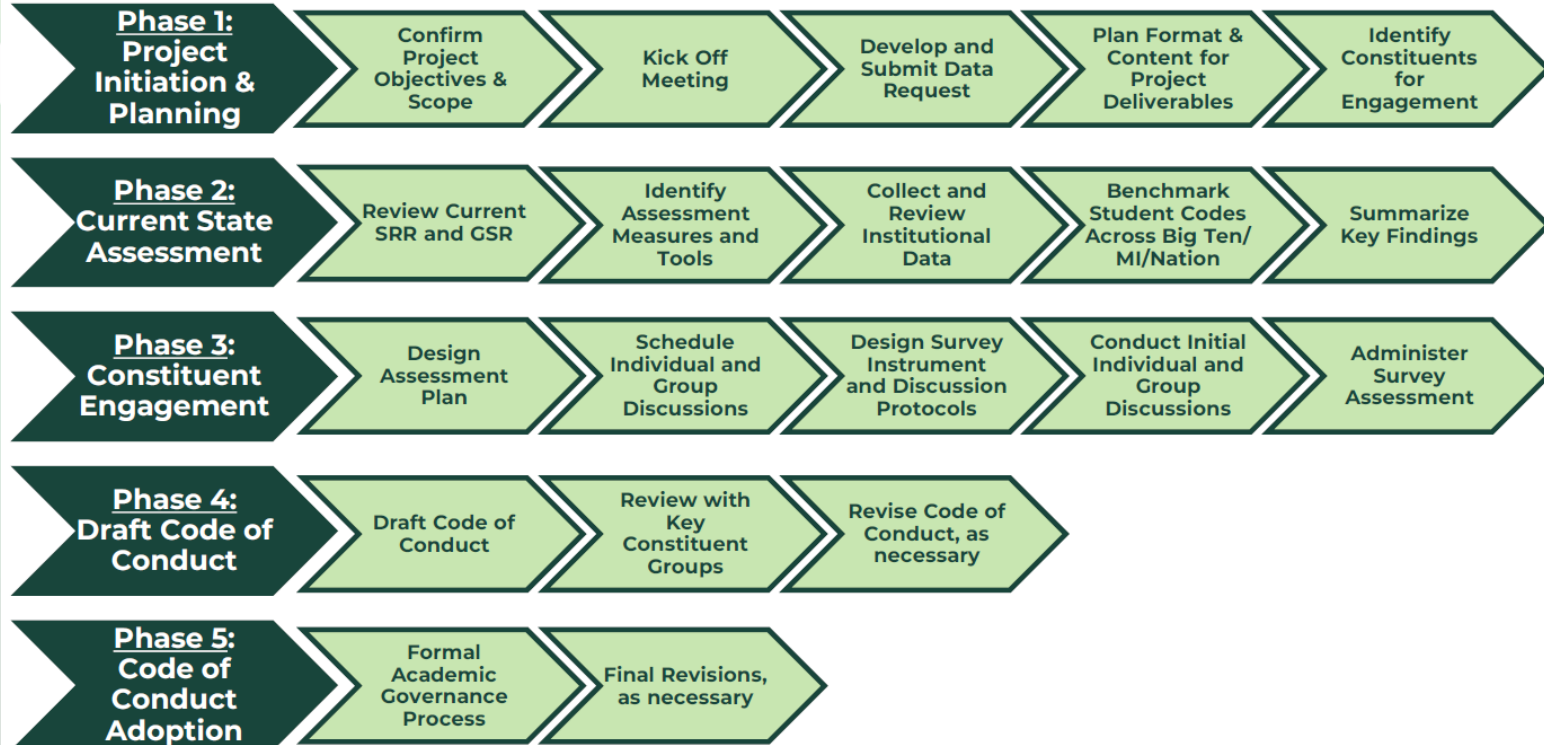 Phase 1:
Project
Initiation &
Planning
Confirm
Project
Objectives &
Scope
Kick Off
Meeting
Develop and
Submit Data
Request
Plan Format &
Content for
Project
Deliverables
Identify
Constituents
for
Engagement
Phase 2:
Current State
Assessment
Review Current
SRR and GSR
Identify
Assessment
Measures and
Tools
Collect and
Review
Institutional
Data
Benchmark
Student Codes
Across Big Ten/
MI/Nation
Summarize
Key Findings
Phase 3:
Constituent
Engagement
Design
Assessment
Plan
Schedule
Individual and
Group
Discussions
Design Survey
Instrument
and Discussion
Protocols
Conduct Initial
Individual and
Group
Discussions
Administer
Survey
Assessment
Phase 4:
Draft Code of
Conduct
Draft Code of
Conduct
Review with
Key
Constituent
Groups
Revise Code of
Conduct, as
necessary
Phase 5:
Code of
Conduct
Adoption
Formal
Academic
Governance
Process
Final Revisions,
as necessary